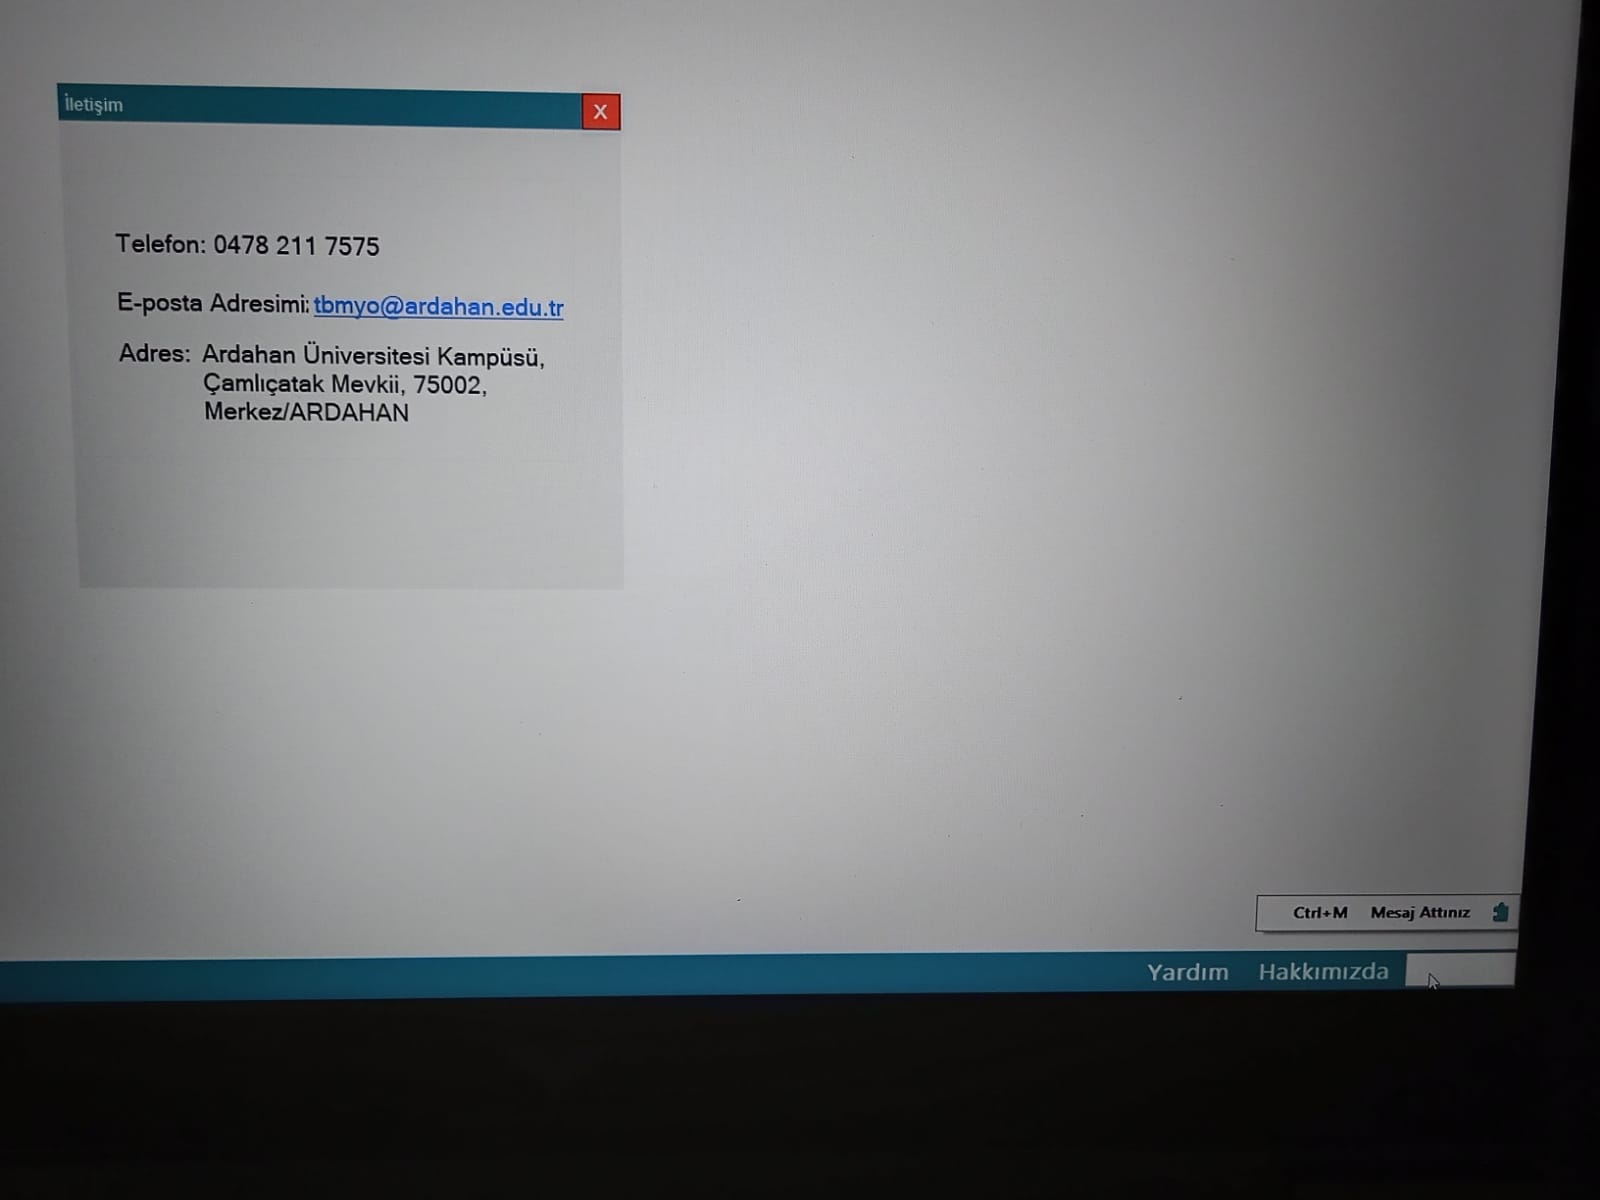 İletişim
X
Telefon: 0478 211 7575
E-posta Adresimi: tbmyo@ardahan.edu.tr
Adres: Ardahan Üniversitesi Kampüsü,
Çamlıçatak Mevkii, 75002,
Merkez/ARDAHAN
Ctrl+M Mesaj Attınız
Yardım Hakkımızda